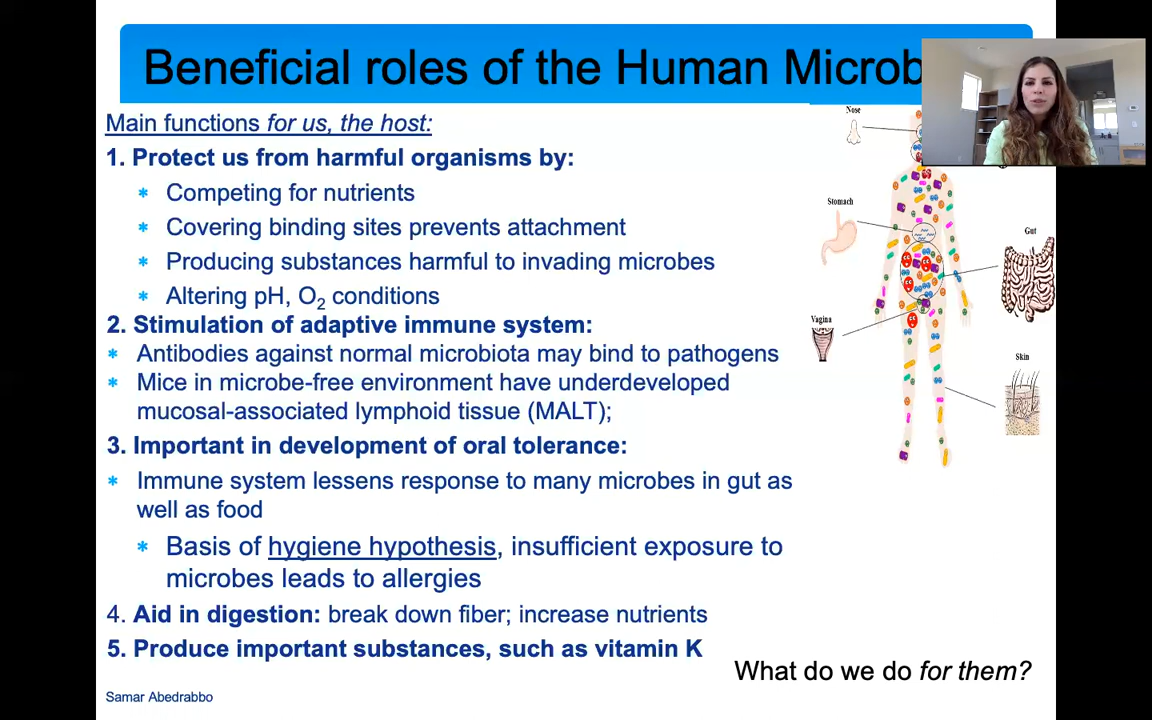 Beneficial roles of the Human Microb
Main functions for us, the host:
1. Protect us from harmful organisms by:
* Competing for nutrients
* Covering binding sites prevents attachment
* Producing substances harmful to invading microbes
* Altering pH, O2 conditions
2. Stimulation of adaptive immune system:
* Antibodies against normal microbiota may bind to pathogens
* Mice in microbe-free environment have underdeveloped
mucosal-associated lymphoid tissue (MALT);
3. Important in development of oral tolerance:
* Immune system lessens response to many microbes in gut as
well as food
* Basis of hygiene hypothesis, insufficient exposure to
microbes leads to allergies
4. Aid in digestion: break down fiber; increase nutrients
5. Produce important substances, such as vitamin K
What do we do for them?
Samar Abedrabbo
Nose
Stomach
Gut
Vagina
Skin